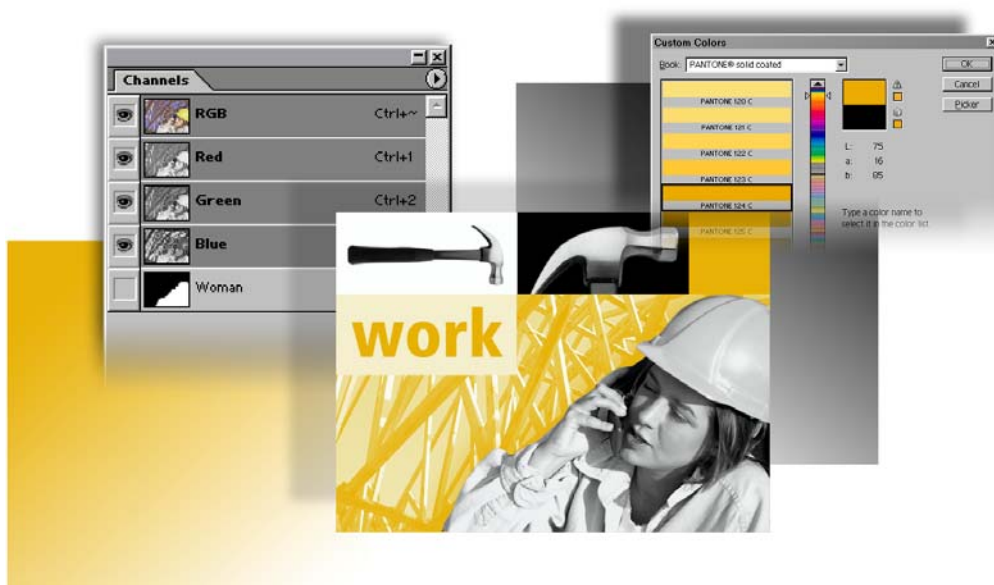 Channels
RGB Ctrl+~
Red Ctrl+1
Green Ctrl+2
Blue
Woman
Custom Colors
Book: PANTONE® solid coated
OK
Cancel
Picker
PANTONE 120 C
PANTONE 121 C
PANTONE 122 C
PANTONE 123 C
PANTONE 124 C
PANTONE 125 C
L: 75
a: 16
b: 85
Type a color name to
select it in the color list.
work